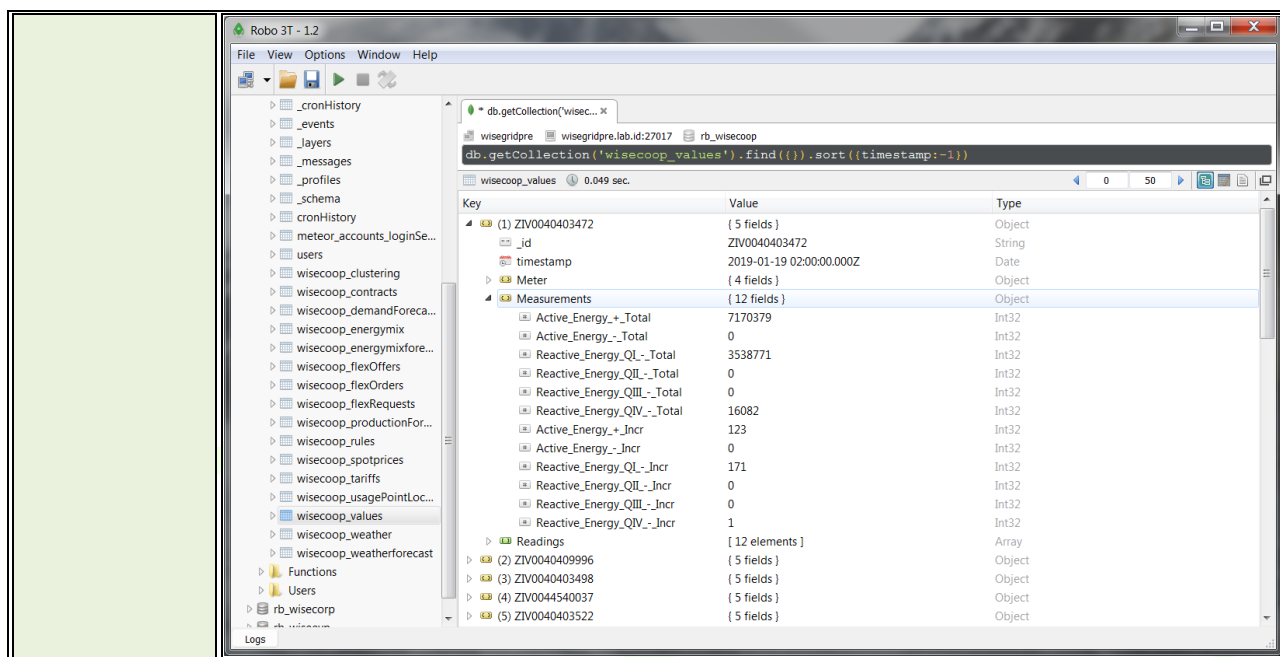 Robo 3T - 1.2
File View Options Window Help
_cronHistory
_events
_layers
_messages
_profiles
_schema
cronHistory
meteor_accounts_loginSe...
users
wisecoop_clustering
wisecoop_contracts
wisecoop_demandForeca...
wisecoop_energymix
wisecoop_energymixfore...
wisecoop_flexOffers
wisecoop_flexOrders
wisecoop_flexRequests
wisecoop_productionFor...
wisecoop_rules
wisecoop_spotprices
wisecoop_tariffs
wisecoop_usagePointLoc...
wisecoop_values
wisecoop_weather
wisecoop_weatherforecast
Functions
Users
rb_wisecorp
Logs
* db.getCollection('wisec...
wisegridpre wisegridpre.lab.id:27017 rb_wisecoop
db.getCollection('wisecoop_values').find({}).sort({timestamp:-1})
wisecoop_values 0.049 sec. 0 50
Key Value Type
(1) ZIV0040403472 { 5 fields } Object
_id ZIV0040403472 String
timestamp 2019-01-19 02:00:00.000Z Date
Meter { 4 fields } Object
Measurements { 12 fields } Object
Active_Energy_+_Total 7170379 Int32
Active_Energy_-_Total 0 Int32
Reactive_Energy_QI_-_Total 3538771 Int32
Reactive_Energy_QII_-_Total 0 Int32
Reactive_Energy_QIII_-_Total 0 Int32
Reactive_Energy_QIV_-_Total 16082 Int32
Active_Energy_+_Incr 123 Int32
Active_Energy_-_Incr 0 Int32
Reactive_Energy_QI_-_Incr 171 Int32
Reactive_Energy_QII_-_Incr 0 Int32
Reactive_Energy_QIII_-_Incr 0 Int32
Reactive_Energy_QIV_-_Incr 1 Int32
Readings [ 12 elements ] Array
(2) ZIV0040409996 { 5 fields } Object
(3) ZIV0040403498 { 5 fields } Object
(4) ZIV0044540037 { 5 fields } Object
(5) ZIV0040403522 { 5 fields } Object